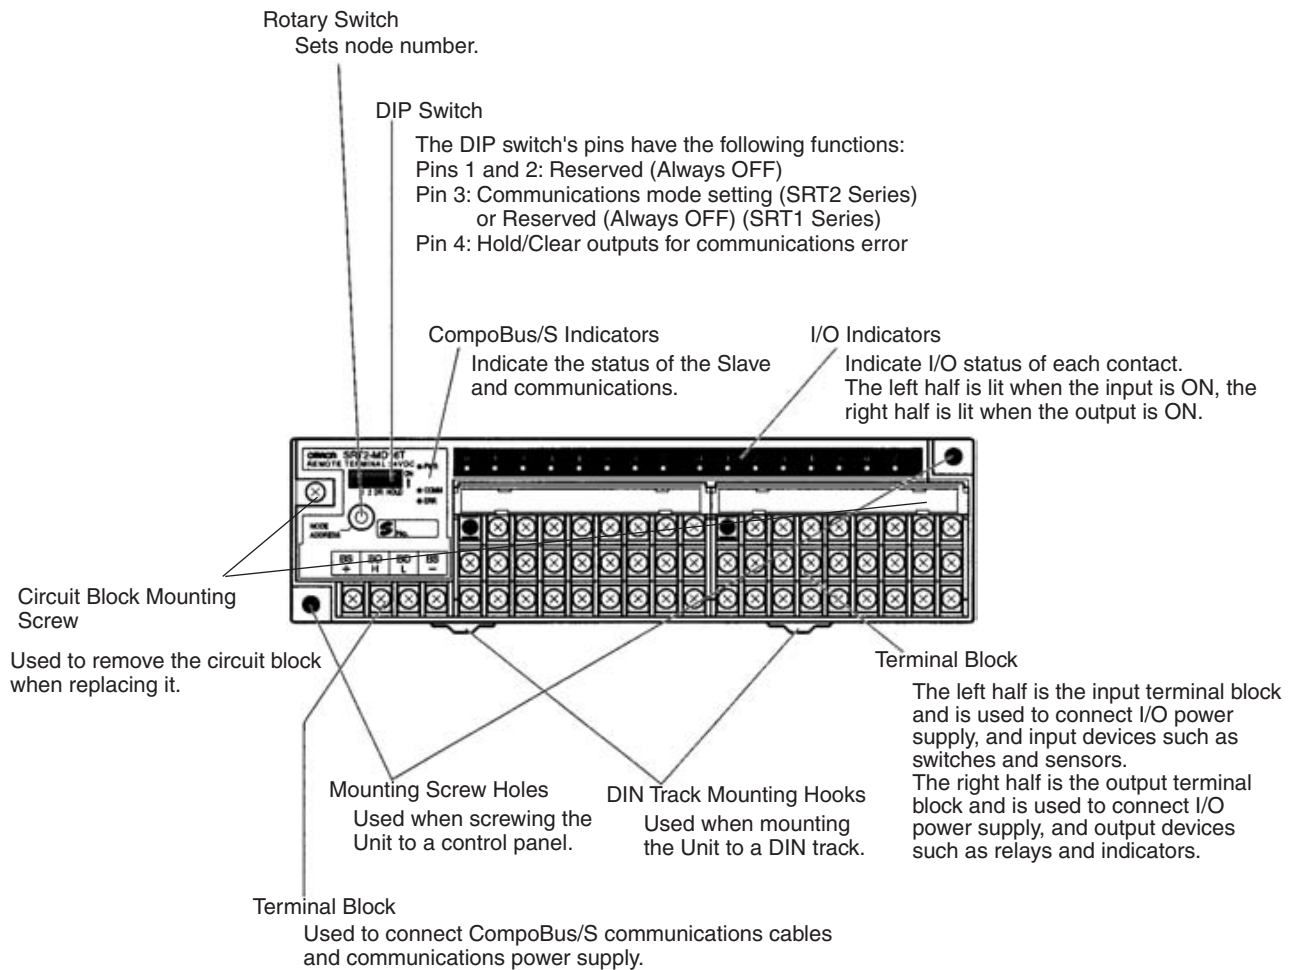 Rotary Switch
Sets node number.
DIP Switch
The DIP switch's pins have the following functions:
Pins 1 and 2: Reserved (Always OFF)
Pin 3: Communications mode setting (SRT2 Series)
or Reserved (Always OFF) (SRT1 Series)
Pin 4: Hold/Clear outputs for communications error
CompoBus/S Indicators
Indicate the status of the Slave
and communications.
I/O Indicators
Indicate I/O status of each contact.
The left half is lit when the input is ON, the
right half is lit when the output is ON.
OMRON SRT2-MD16T
REMOTE TERMINAL 24VDC
PWR
COMM
ERR
NODE
ADDRESS
BS BD BD BS
+ H L −
Circuit Block Mounting
Screw
Used to remove the circuit block
when replacing it.
Terminal Block
The left half is the input terminal block
and is used to connect I/O power
supply, and input devices such as
switches and sensors.
The right half is the output terminal
block and is used to connect I/O
power supply, and output devices
such as relays and indicators.
Mounting Screw Holes
Used when screwing the
Unit to a control panel.
DIN Track Mounting Hooks
Used when mounting
the Unit to a DIN track.
Terminal Block
Used to connect CompoBus/S communications cables
and communications power supply.